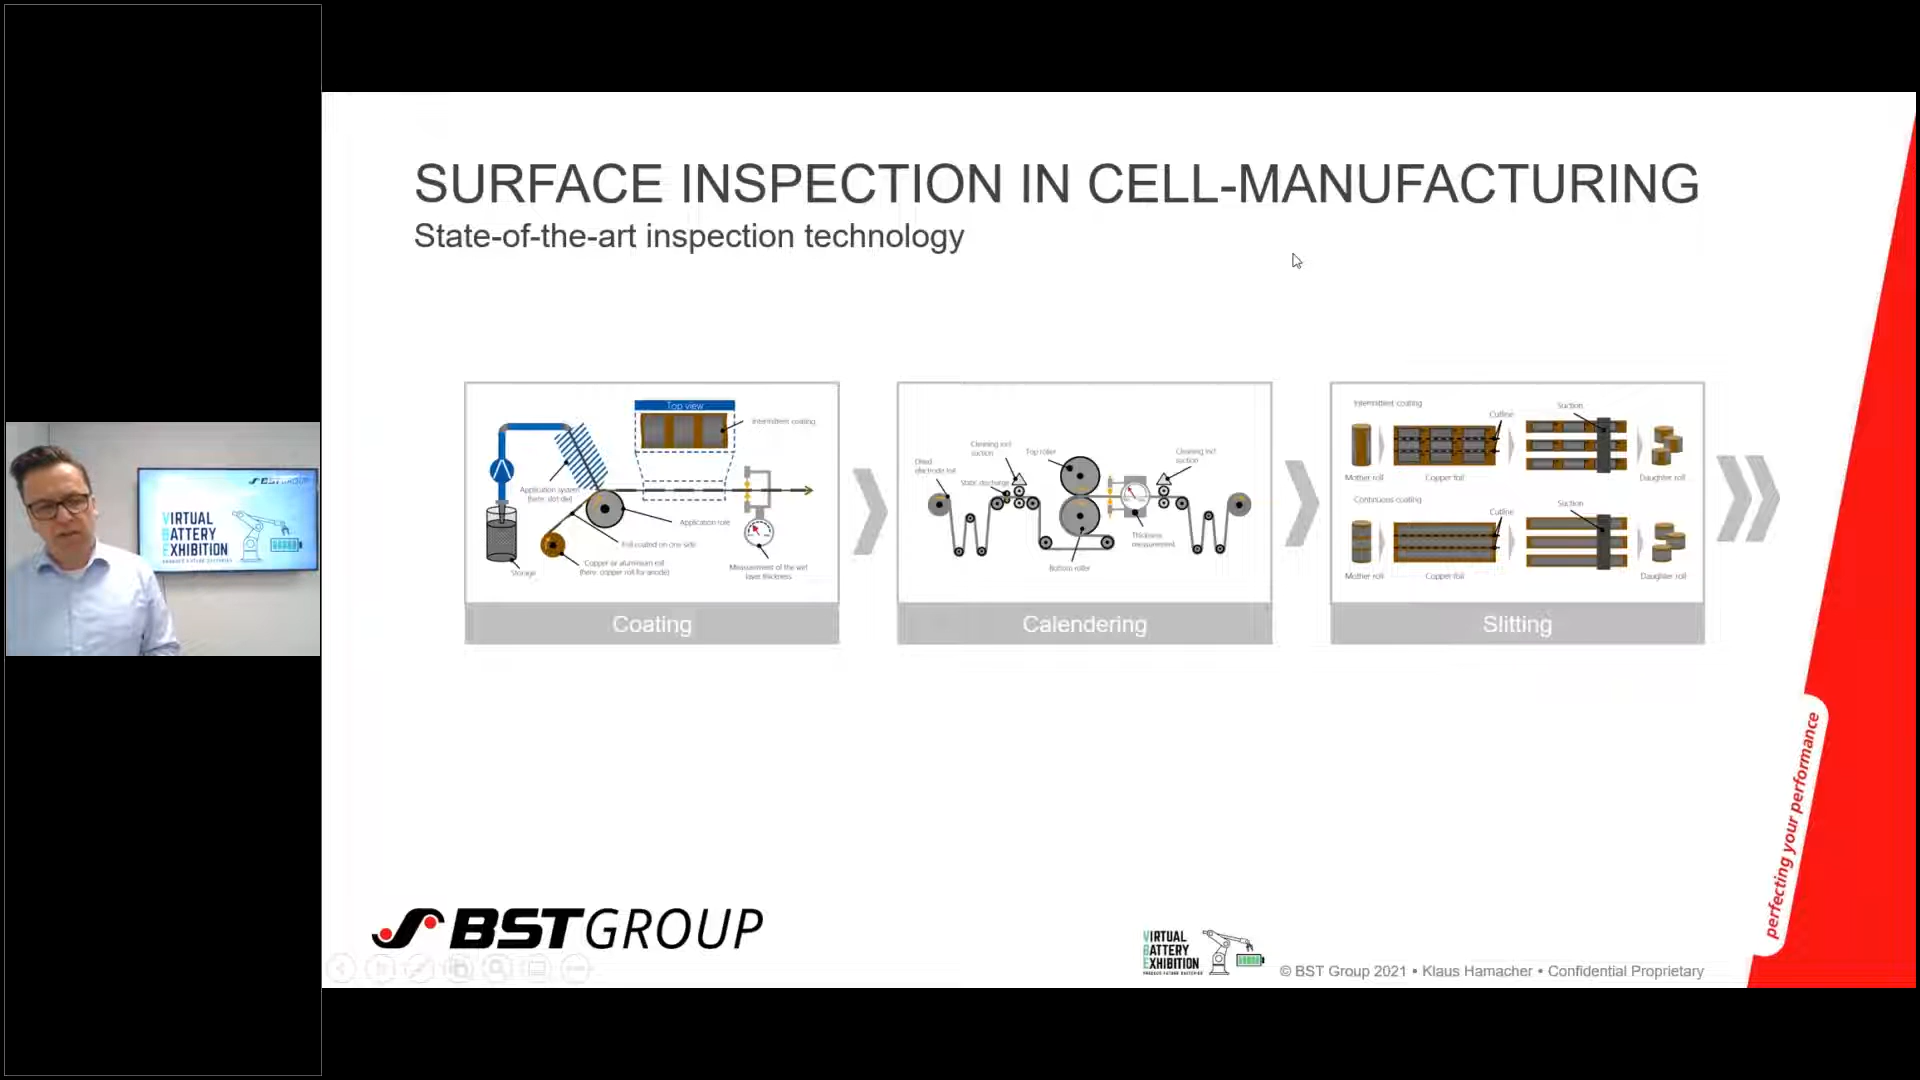 BST GROUP
VIRTUAL
BATTERY
EXHIBITION
SURFACE INSPECTION IN CELL-MANUFACTURING
State-of-the-art inspection technology
Top view
Intermittent coating
Application system
(here: slot die)
Application role
Foil coated on one side
Copper or aluminium roll
(here: copper roll for anode)
Storage
Measurement of the wet
layer thickness
Coating
Dried
electrode foil
Cleaning incl.
suction
Static discharge
Top roller
Cleaning incl.
suction
Thickness
measurement
Bottom roller
Calendering
Intermittent coating
Cutline
Suction
Mother roll
Copper foil
Daughter roll
Continuous coating
Cutline
Suction
Mother roll
Copper foil
Daughter roll
Slitting
perfecting your performance
BST GROUP
VIRTUAL
BATTERY
EXHIBITION
© BST Group 2021 • Klaus Hamacher • Confidential Proprietary